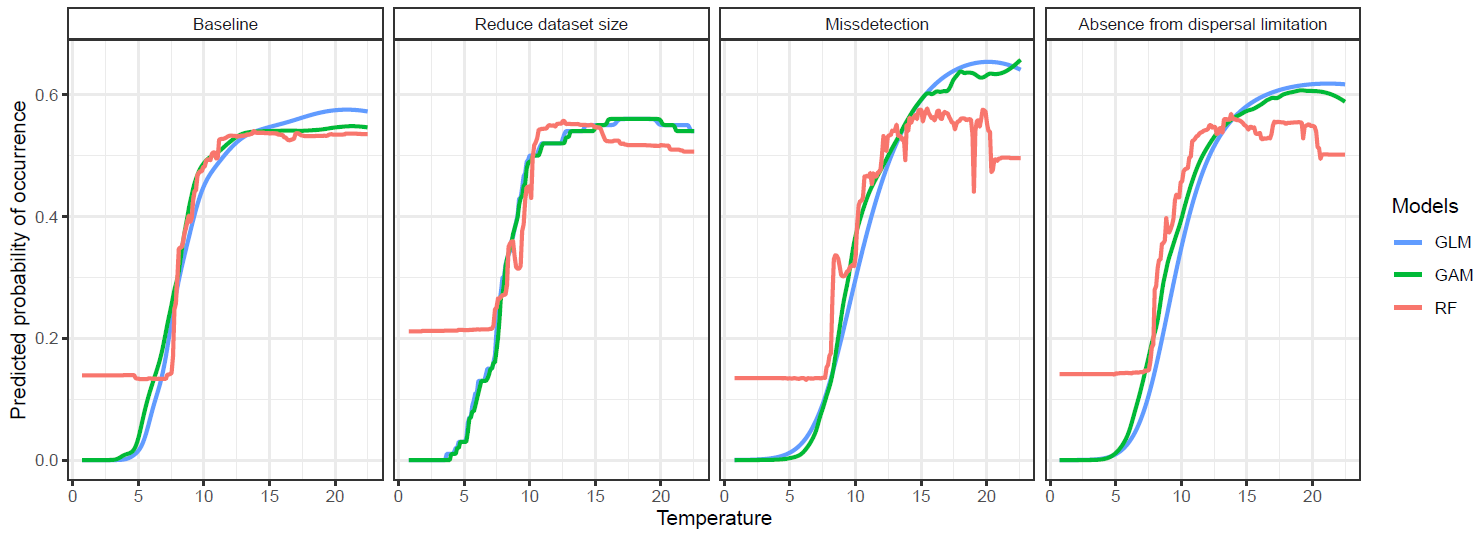 Baseline
Reduce dataset size
Missdetection
Absence from dispersal limitation
Predicted probability of occurrence
0.6
0.4
0.2
0.0
0 5 10 15 20
0 5 10 15 20
0 5 10 15 20
0 5 10 15 20
Temperature
Models
GLM
GAM
RF